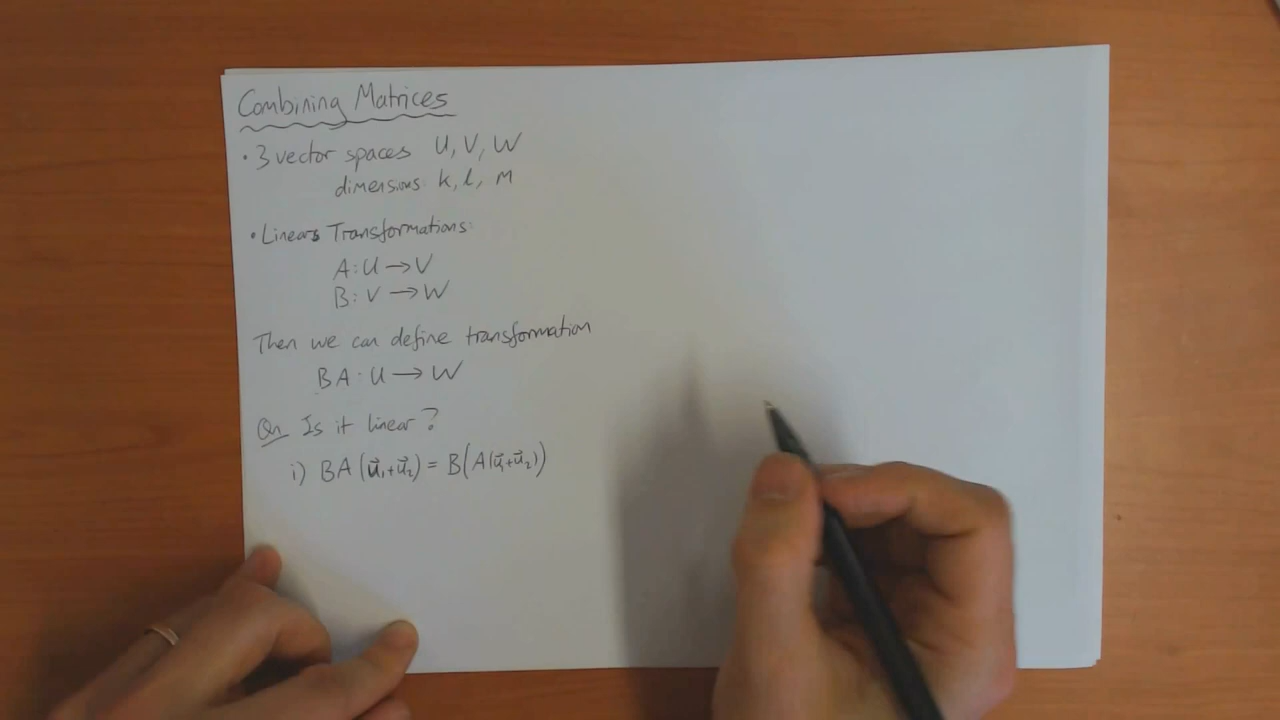 Combining Matrices
• 3 vector spaces U, V, W
dimensions: k, l, m
• Linears Transformations:
A: U → V
B: V → W
Then we can define transformation
BA: U → W
Qn Is it linear?
i) BA (u⃗₁+u⃗₂) = B(A(u⃗₁+u⃗₂))